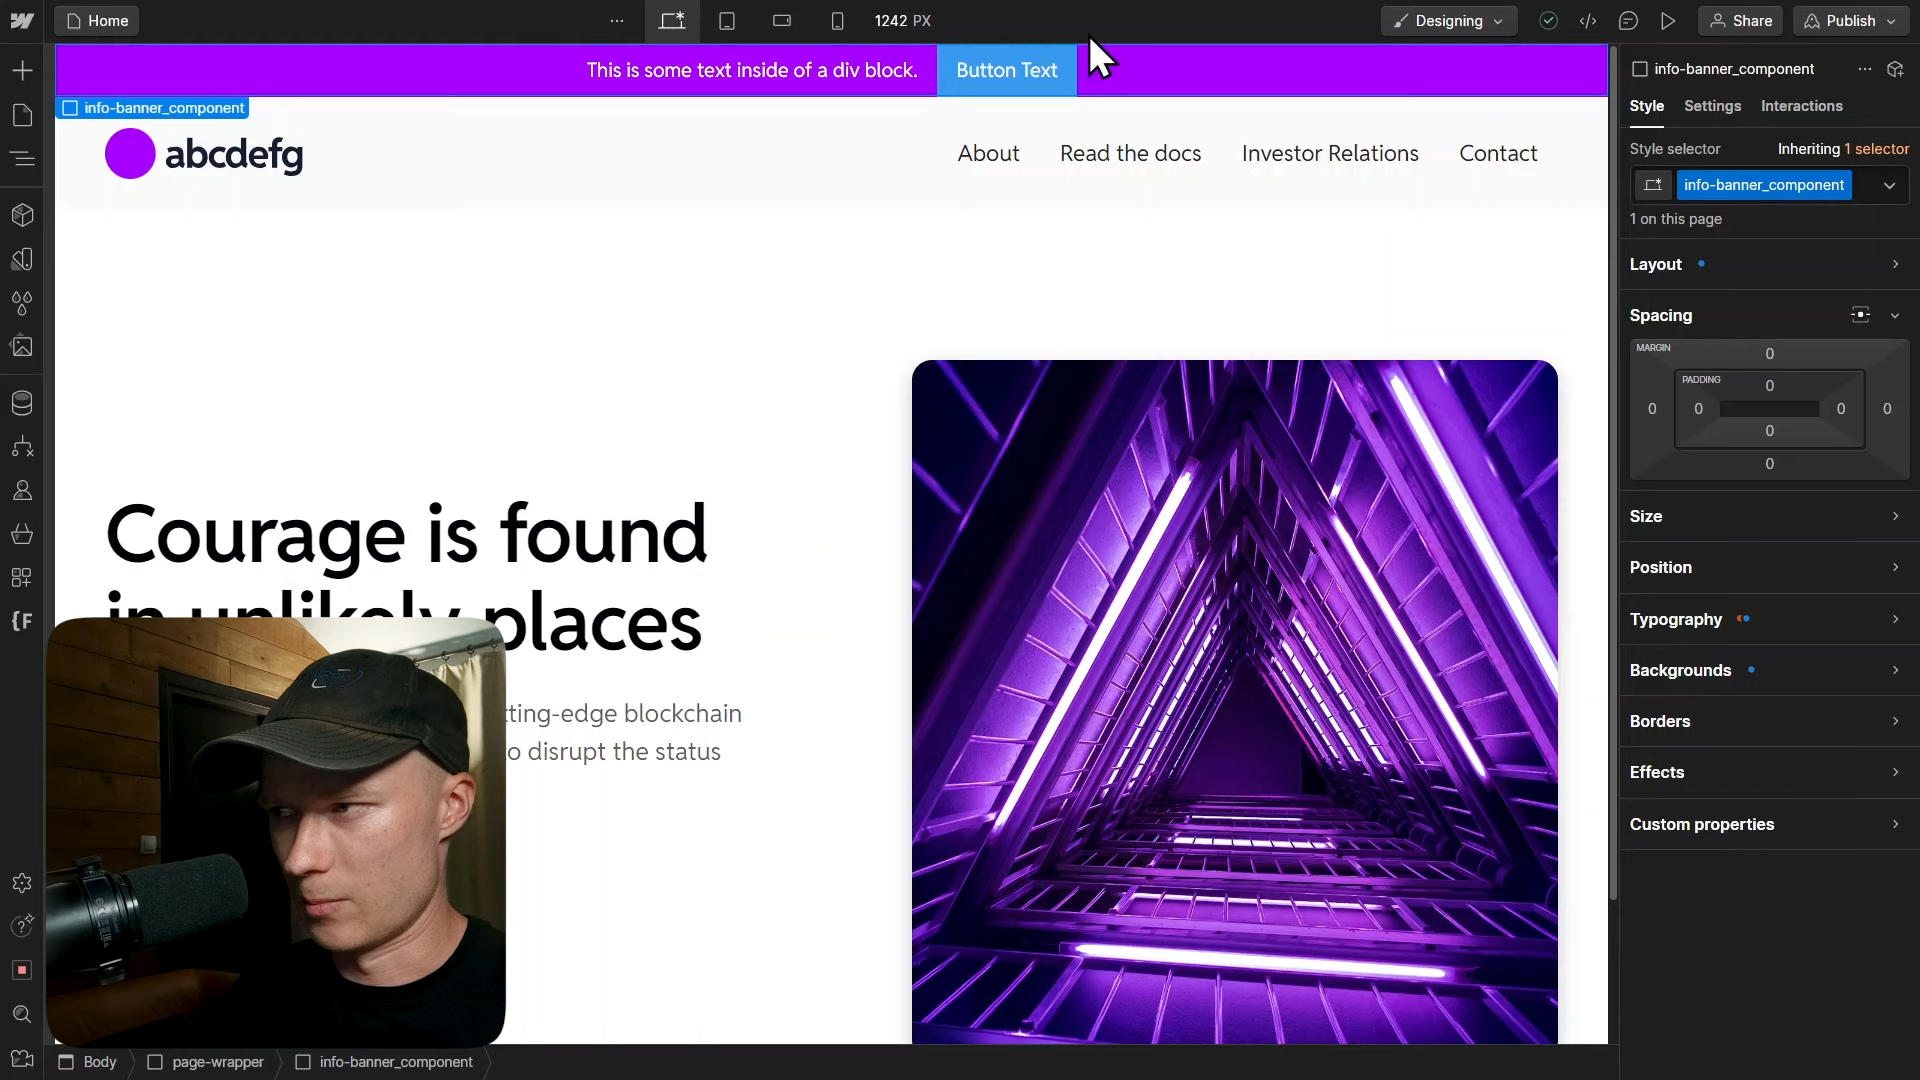 Home
1242 PX
Designing
Share
Publish
This is some text inside of a div block.
Button Text
info-banner_component
abcdefg
About
Read the docs
Investor Relations
Contact
Courage is found
in unlikely places
tting-edge blockchain
to disrupt the status
info-banner_component
Style
Settings
Interactions
Style selector
Inheriting 1 selector
info-banner_component
1 on this page
Layout
Spacing
MARGIN
0
PADDING
0
0
0
0
0
0
0
Size
Position
Typography
Backgrounds
Borders
Effects
Custom properties
Body
page-wrapper
info-banner_component